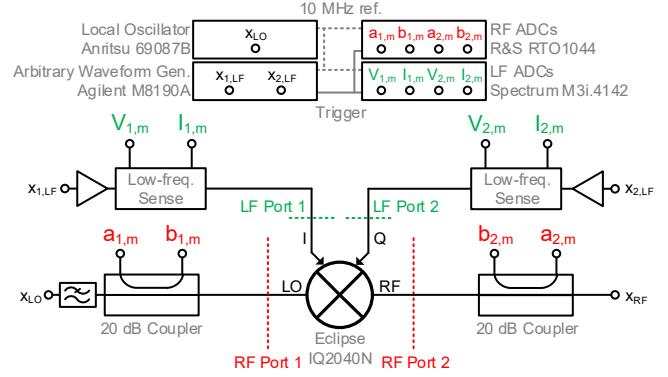 10 MHz ref.
Local Oscillator
Anritsu 69087B
xLO
a1,m b1,m a2,m b2,m
RF ADCs
R&S RTO1044
Arbitrary Waveform Gen.
Agilent M8190A
x1,LF x2,LF
V1,m I1,m V2,m I2,m
LF ADCs
Spectrum M3i.4142
Trigger
V1,m I1,m
V2,m I2,m
x1,LF
Low-freq.
Sense
Low-freq.
Sense
x2,LF
LF Port 1
LF Port 2
I
Q
a1,m b1,m
b2,m a2,m
xLO
LO
RF
xRF
20 dB Coupler
20 dB Coupler
Eclipse
IQ2040N
RF Port 1
RF Port 2